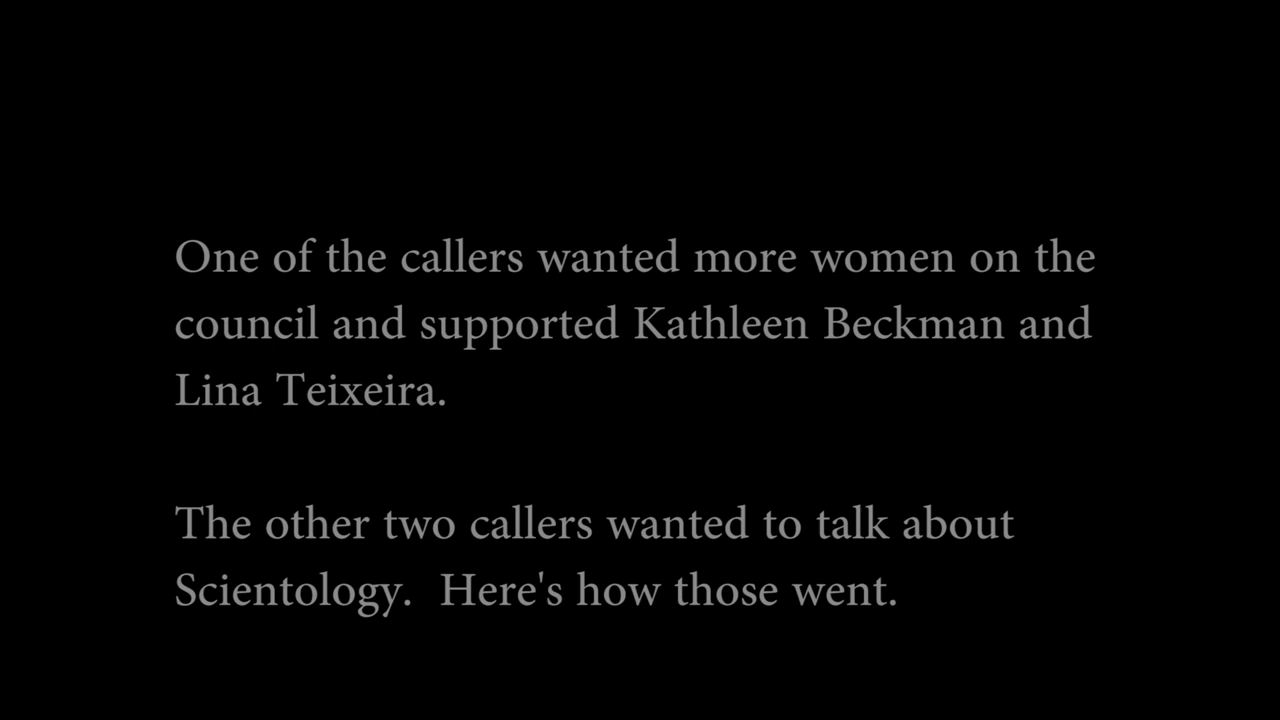 One of the callers wanted more women on the
council and supported Kathleen Beckman and
Lina Teixeira.
The other two callers wanted to talk about
Scientology.  Here's how those went.